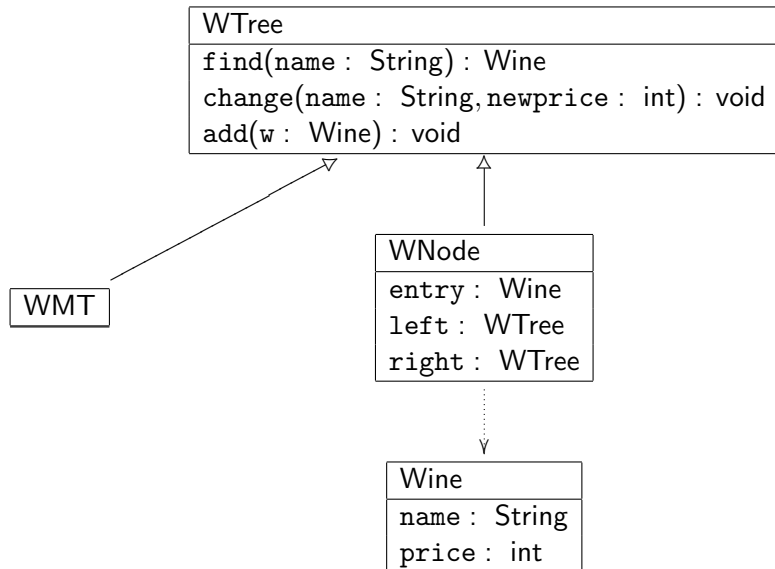 WTree
find(name : String) : Wine
change(name : String, newprice : int) : void
add(w : Wine) : void
WMT
WNode
entry : Wine
left : WTree
right : WTree
Wine
name : String
price : int